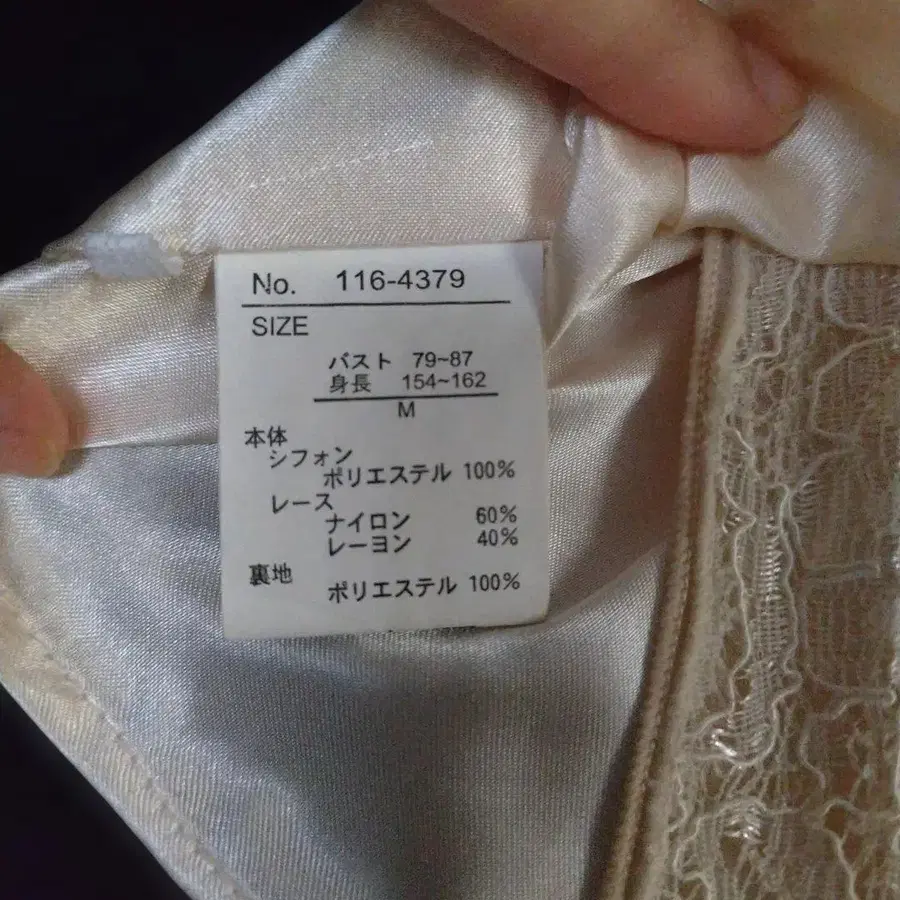 No. 116-4379
SIZE
バスト 79~87
身長 154~162
M
本体
シフォン
ポリエステル 100%
レース
ナイロン 60%
レーヨン 40%
裏地
ポリエステル 100%